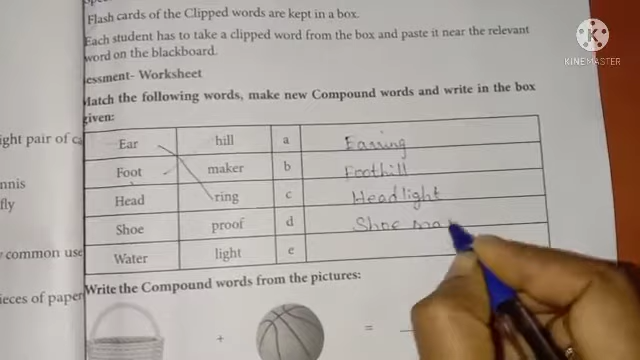 Flash cards of the Clipped words are kept in a box.
Each student has to take a clipped word from the box and paste it near the relevant
word on the blackboard.
essment- Worksheet
Match the following words, make new Compound words and write in the box
given:
Ear hill a Earring
Foot maker b Foothill
Head ring c Headlight
Shoe proof d Shoe ma
Water light e
Write the Compound words from the pictures:
+ =
ight pair of
nnis
fly
common use
ieces of paper
KINEMASTER